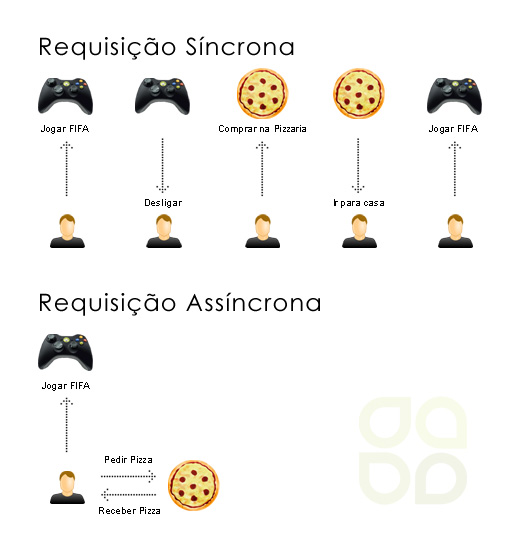 Requisição Síncrona
Jogar FIFA
Comprar na Pizzaria
Jogar FIFA
Desligar
Ir para casa
Requisição Assíncrona
Jogar FIFA
Pedir Pizza
Receber Pizza